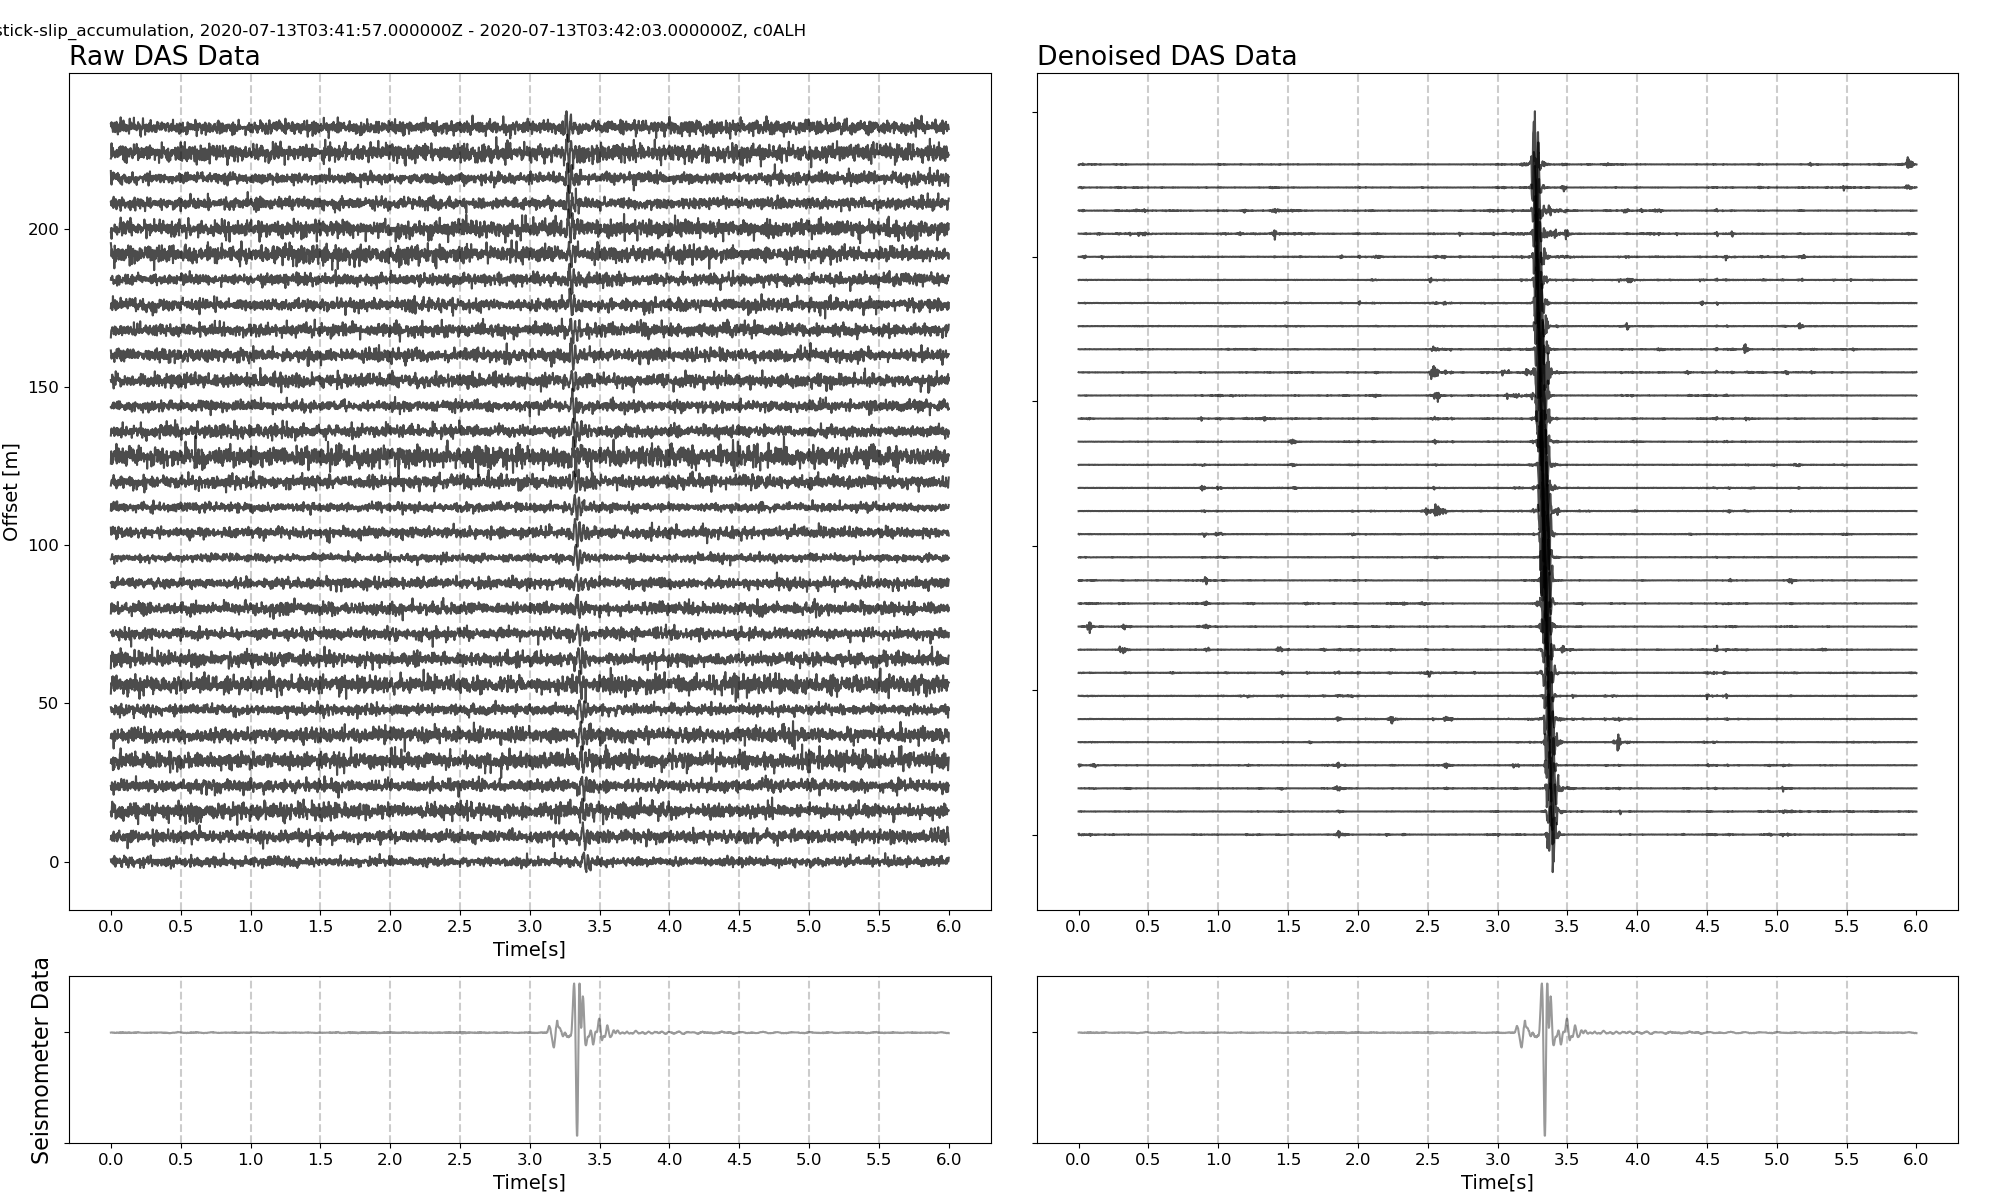 stick-slip_accumulation, 2020-07-13T03:41:57.000000Z - 2020-07-13T03:42:03.000000Z, c0ALH
Raw DAS Data
Denoised DAS Data
Offset [m]
200
150
100
50
0
0.0 0.5 1.0 1.5 2.0 2.5 3.0 3.5 4.0 4.5 5.0 5.5 6.0
Time[s]
0.0 0.5 1.0 1.5 2.0 2.5 3.0 3.5 4.0 4.5 5.0 5.5 6.0
Seismometer Data
0.0 0.5 1.0 1.5 2.0 2.5 3.0 3.5 4.0 4.5 5.0 5.5 6.0
Time[s]
0.0 0.5 1.0 1.5 2.0 2.5 3.0 3.5 4.0 4.5 5.0 5.5 6.0
Time[s]